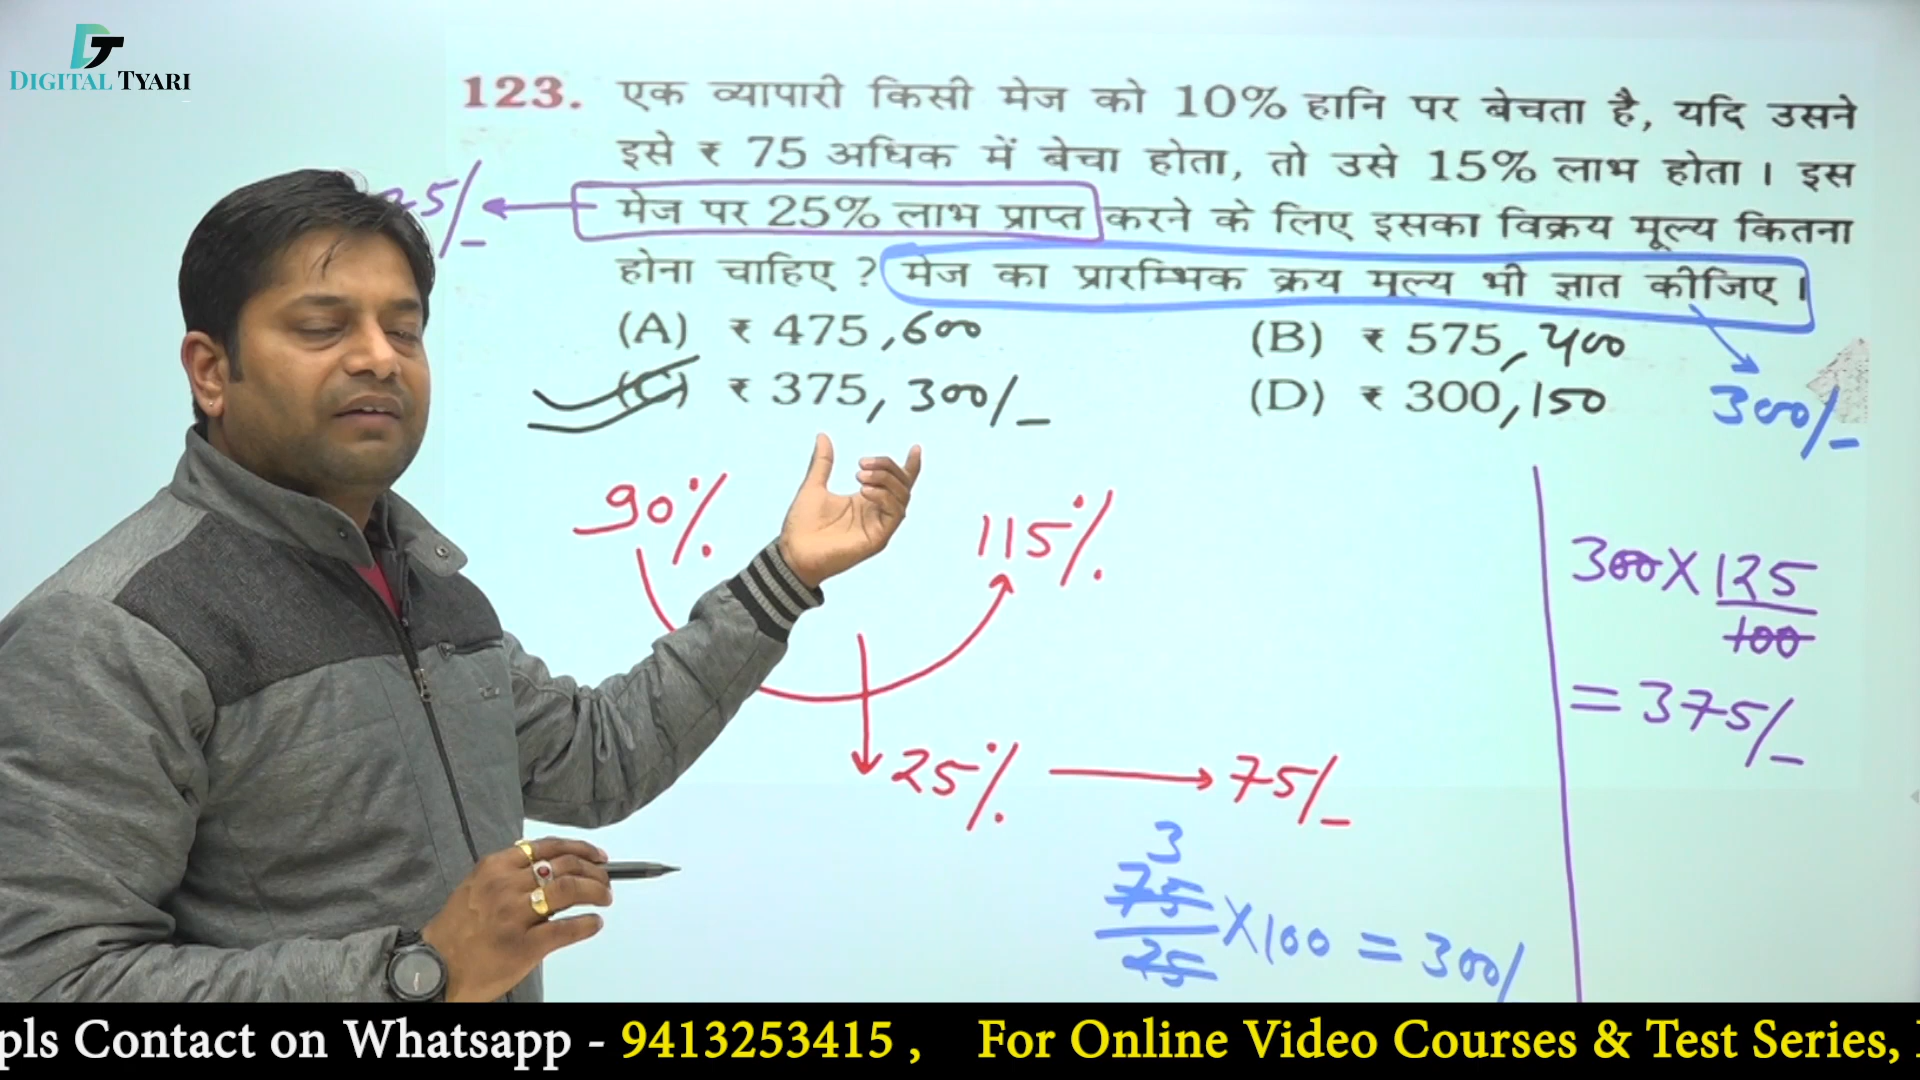 DIGITAL TYARI
123. एक व्यापारी किसी मेज को 10% हानि पर बेचता है, यदि उसने
इसे ₹ 75 अधिक में बेचा होता, तो उसे 15% लाभ होता । इस
मेज पर 25% लाभ प्राप्त करने के लिए इसका विक्रय मूल्य कितना
होना चाहिए ? मेज का प्रारम्भिक क्रय मूल्य भी ज्ञात कीजिए ।
(A) ₹ 475, 600 (B) ₹ 575, 400
(C) ₹ 375, 300/- (D) ₹ 300, 150
300/-
90% 115%
25% → 75/-
3
75/25 × 100 = 300/
300 × 125/100
= 375/-
pls Contact on Whatsapp - 9413253415 , For Online Video Courses & Test Series,